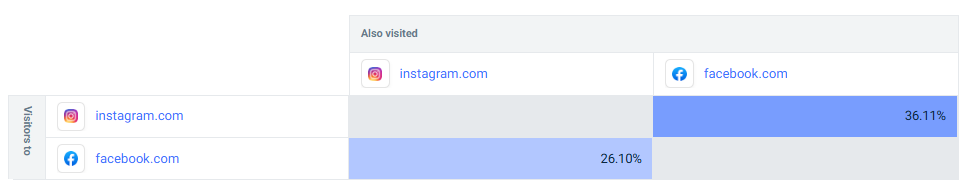 Also visited
instagram.com facebook.com
Visitors to
instagram.com 36.11%
facebook.com 26.10%